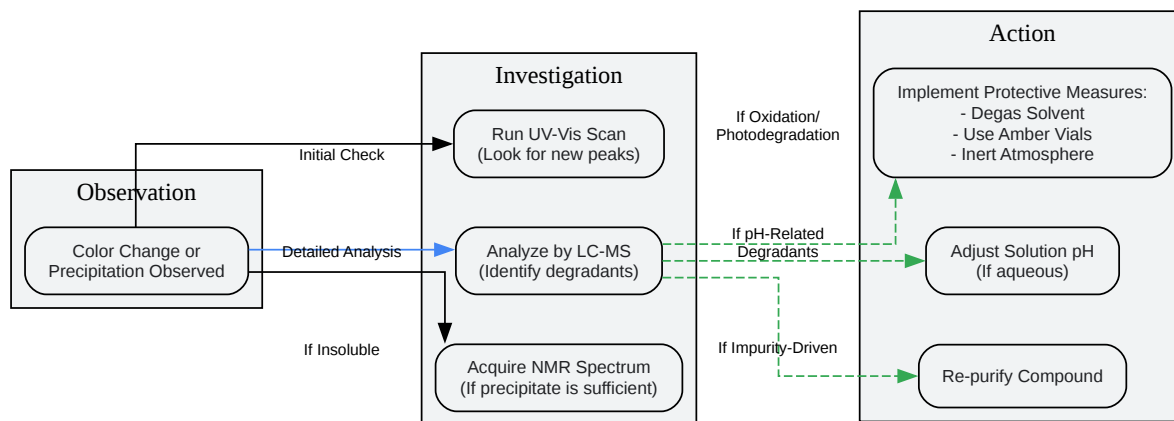 Observation
Color Change or
Precipitation Observed
Initial Check
Detailed Analysis
If Insoluble
Investigation
Run UV-Vis Scan
(Look for new peaks)
Analyze by LC-MS
(Identify degradants)
Acquire NMR Spectrum
(If precipitate is sufficient)
If Oxidation/
Photodegradation
If pH-Related
Degradants
If Impurity-Driven
Action
Implement Protective Measures:
- Degas Solvent
- Use Amber Vials
- Inert Atmosphere
Adjust Solution pH
(If aqueous)
Re-purify Compound